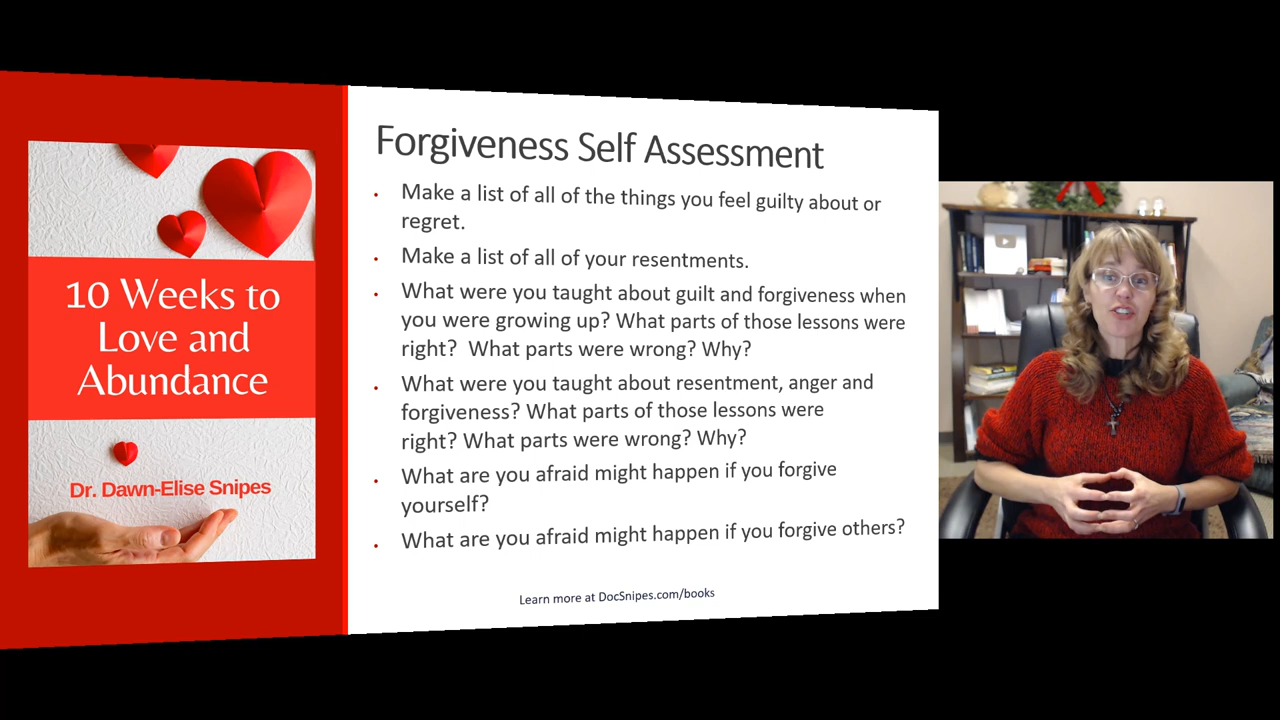 10 Weeks to
Love and
Abundance
Dr. Dawn-Elise Snipes
Forgiveness Self Assessment
• Make a list of all of the things you feel guilty about or
regret.
• Make a list of all of your resentments.
• What were you taught about guilt and forgiveness when
you were growing up? What parts of those lessons were
right?  What parts were wrong? Why?
• What were you taught about resentment, anger and
forgiveness? What parts of those lessons were
right? What parts were wrong? Why?
• What are you afraid might happen if you forgive
yourself?
• What are you afraid might happen if you forgive others?
Learn more at DocSnipes.com/books